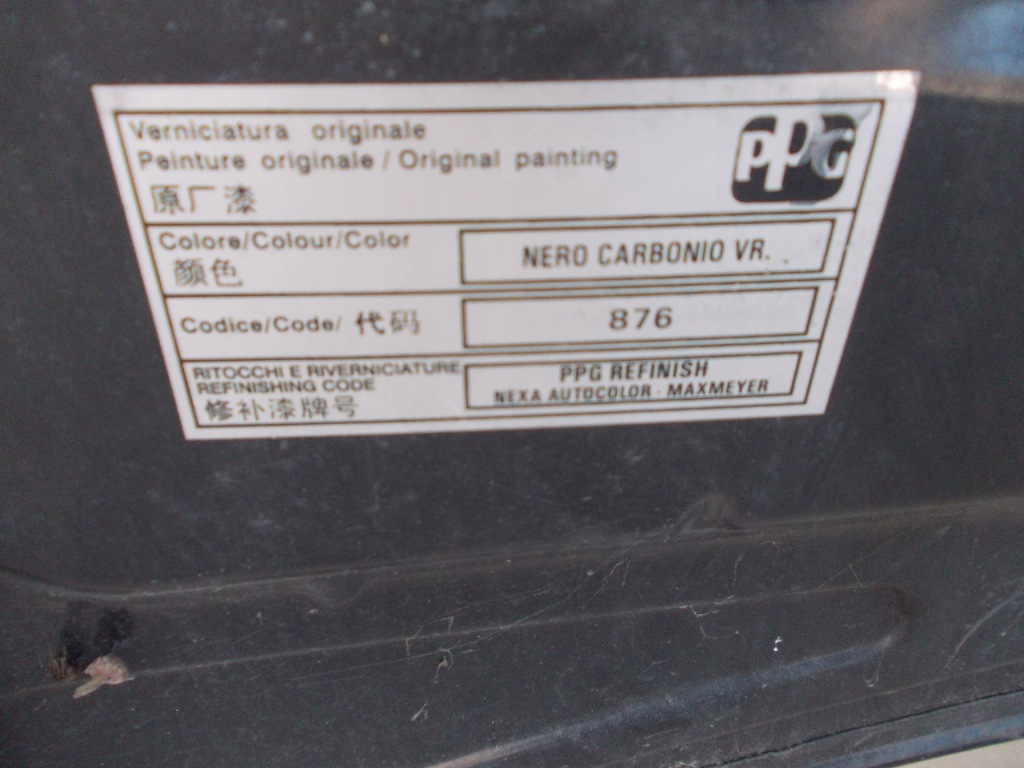 Verniciatura originale
Peinture originale / Original painting
PPG
原厂漆
Colore/Colour/Color
颜色
NERO CARBONIO VR.
Codice/Code/ 代码
876
RITOCCHI E RIVERNICIATURE
REFINISHING CODE
修补漆牌号
PPG REFINISH
NEXA AUTOCOLOR - MAXMEYER